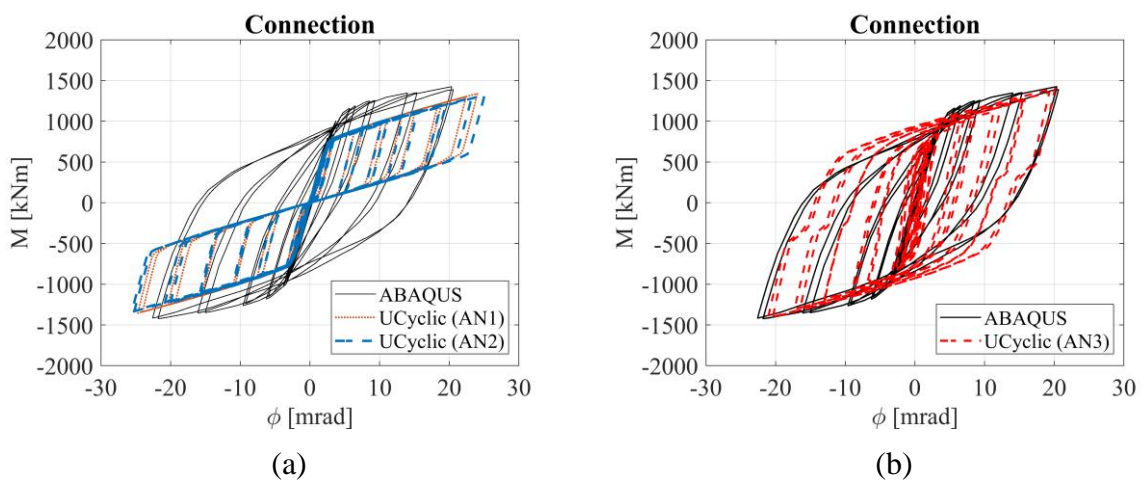 Connection
2000
1500
1000
500
0
-500
-1000
-1500
-2000
M [kNm]
-30 -20 -10 0 10 20 30
ϕ [mrad]
ABAQUS
UCyclic (AN1)
UCyclic (AN2)
(a)
Connection
2000
1500
1000
500
0
-500
-1000
-1500
-2000
M [kNm]
-30 -20 -10 0 10 20 30
ϕ [mrad]
ABAQUS
UCyclic (AN3)
(b)